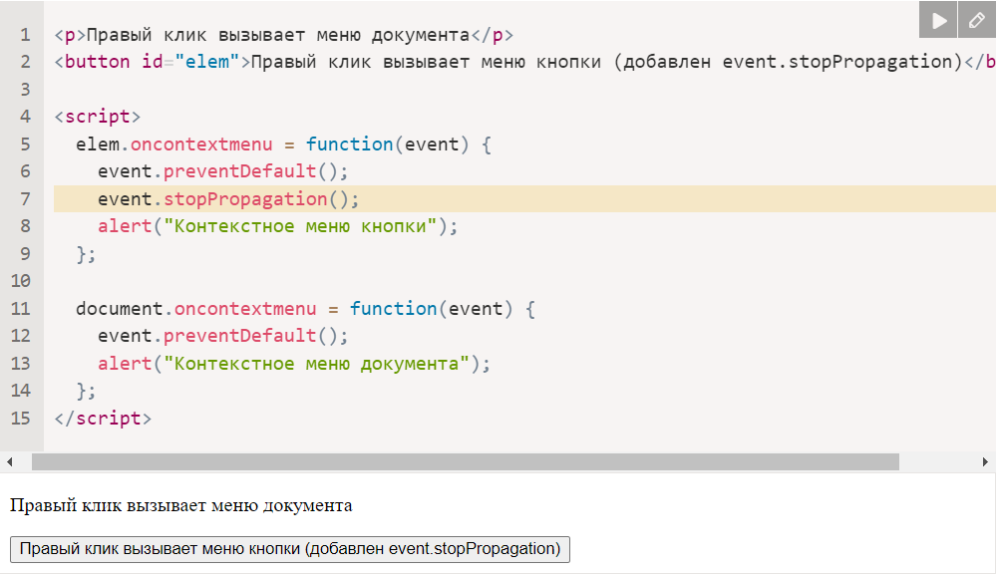 1 <p>Правый клик вызывает меню документа</p>
2 <button id="elem">Правый клик вызывает меню кнопки (добавлен event.stopPropagation)</b
3
4 <script>
5   elem.oncontextmenu = function(event) {
6     event.preventDefault();
7     event.stopPropagation();
8     alert("Контекстное меню кнопки");
9   };
10
11   document.oncontextmenu = function(event) {
12     event.preventDefault();
13     alert("Контекстное меню документа");
14   };
15 </script>
Правый клик вызывает меню документа
Правый клик вызывает меню кнопки (добавлен event.stopPropagation)